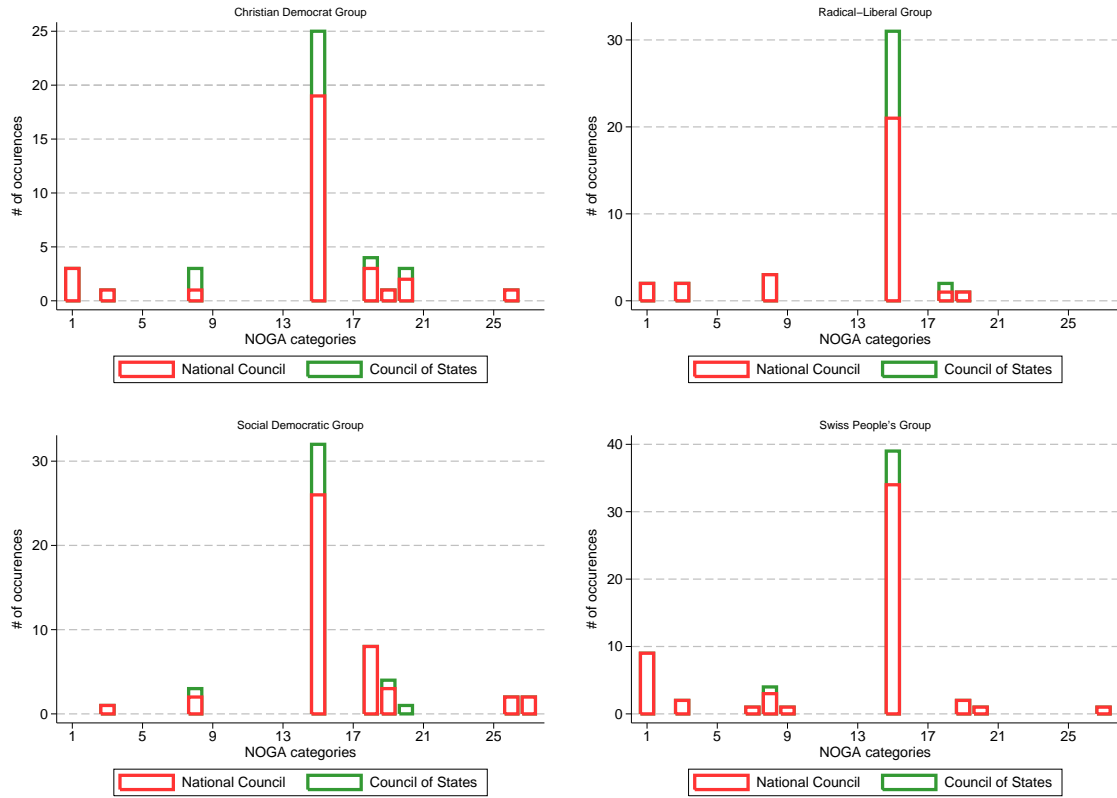 Christian Democrat Group
# of occurences
25
20
15
10
5
0
1 5 9 13 17 21 25
NOGA categories
National Council Council of States
Radical−Liberal Group
# of occurences
30
20
10
0
1 5 9 13 17 21 25
NOGA categories
National Council Council of States
Social Democratic Group
# of occurences
30
20
10
0
1 5 9 13 17 21 25
NOGA categories
National Council Council of States
Swiss People's Group
# of occurences
40
30
20
10
0
1 5 9 13 17 21 25
NOGA categories
National Council Council of States